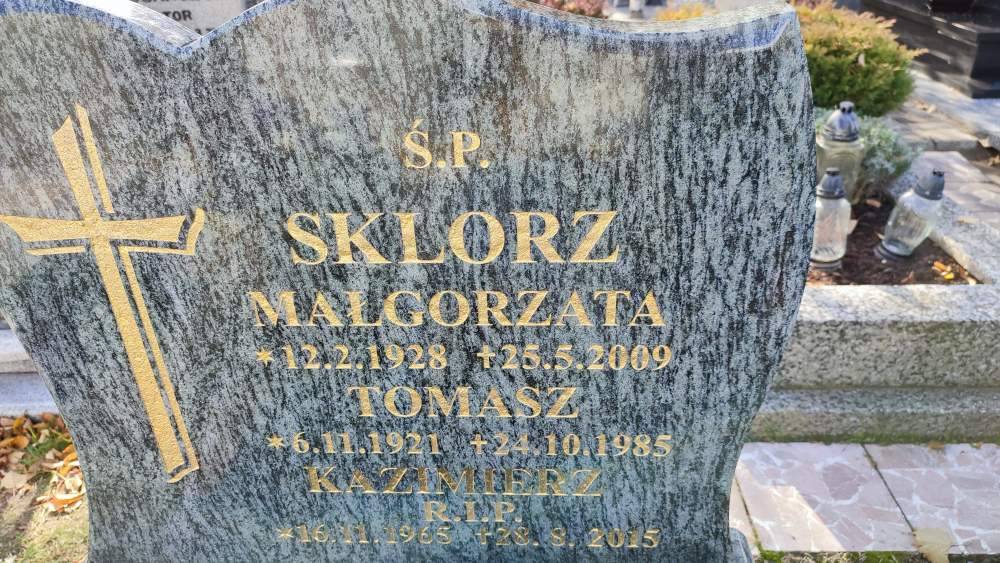 TOR
Ś.P.
SKLORZ
MAŁGORZATA
*12.2.1928 +25.5.2009
TOMASZ
*6.11.1921 +24.10.1985
KAZIMIERZ
R.I.P.
*16.11.1965 +28.8.2015